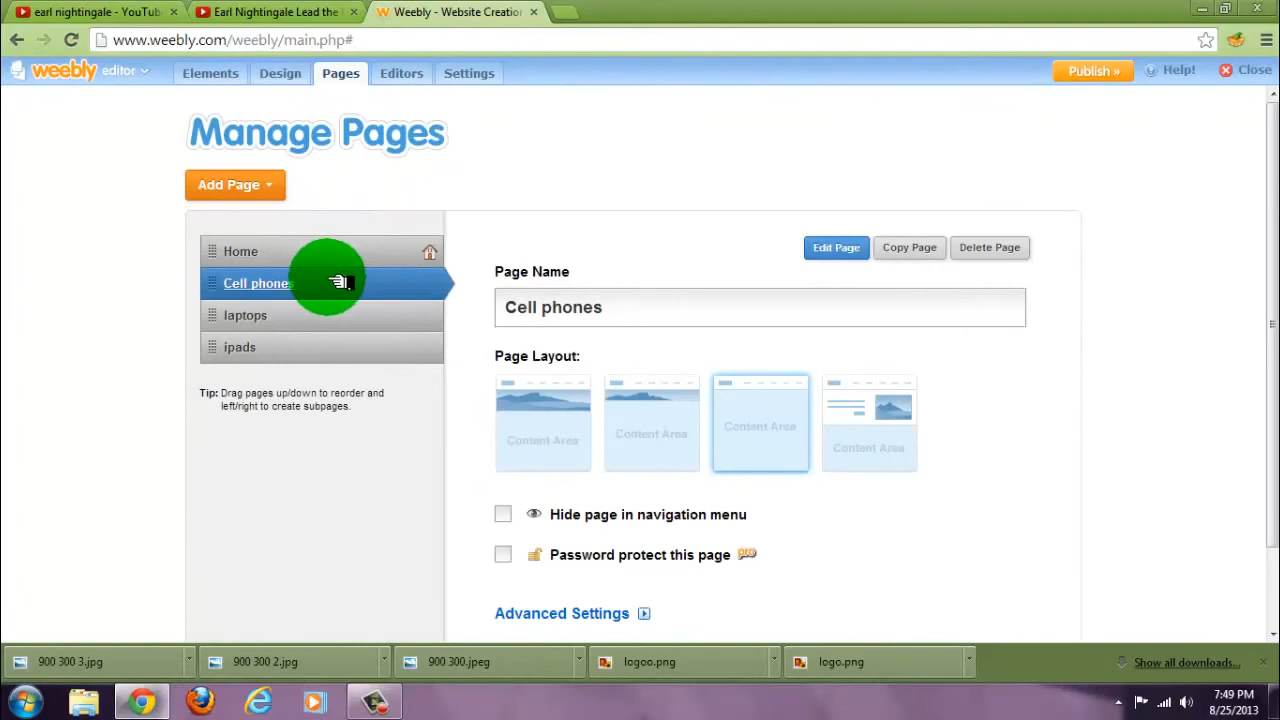 earl nightingale - YouTub
Earl Nightingale Lead the
Weebly - Website Creatio
www.weebly.com/weebly/main.php#
weebly editor
Elements
Design
Pages
Editors
Settings
Publish »
Help!
Close
Manage Pages
Add Page
Home
Cell phones
laptops
ipads
Tip: Drag pages up/down to reorder and
left/right to create subpages.
Edit Page
Copy Page
Delete Page
Page Name
Cell phones
Page Layout:
Content Area
Content Area
Content Area
Content Area
Hide page in navigation menu
Password protect this page pro
Advanced Settings
900 300 3.jpg
900 300 2.jpg
900 300.jpeg
logoo.png
logo.png
Show all downloads...
7:49 PM
8/25/2013